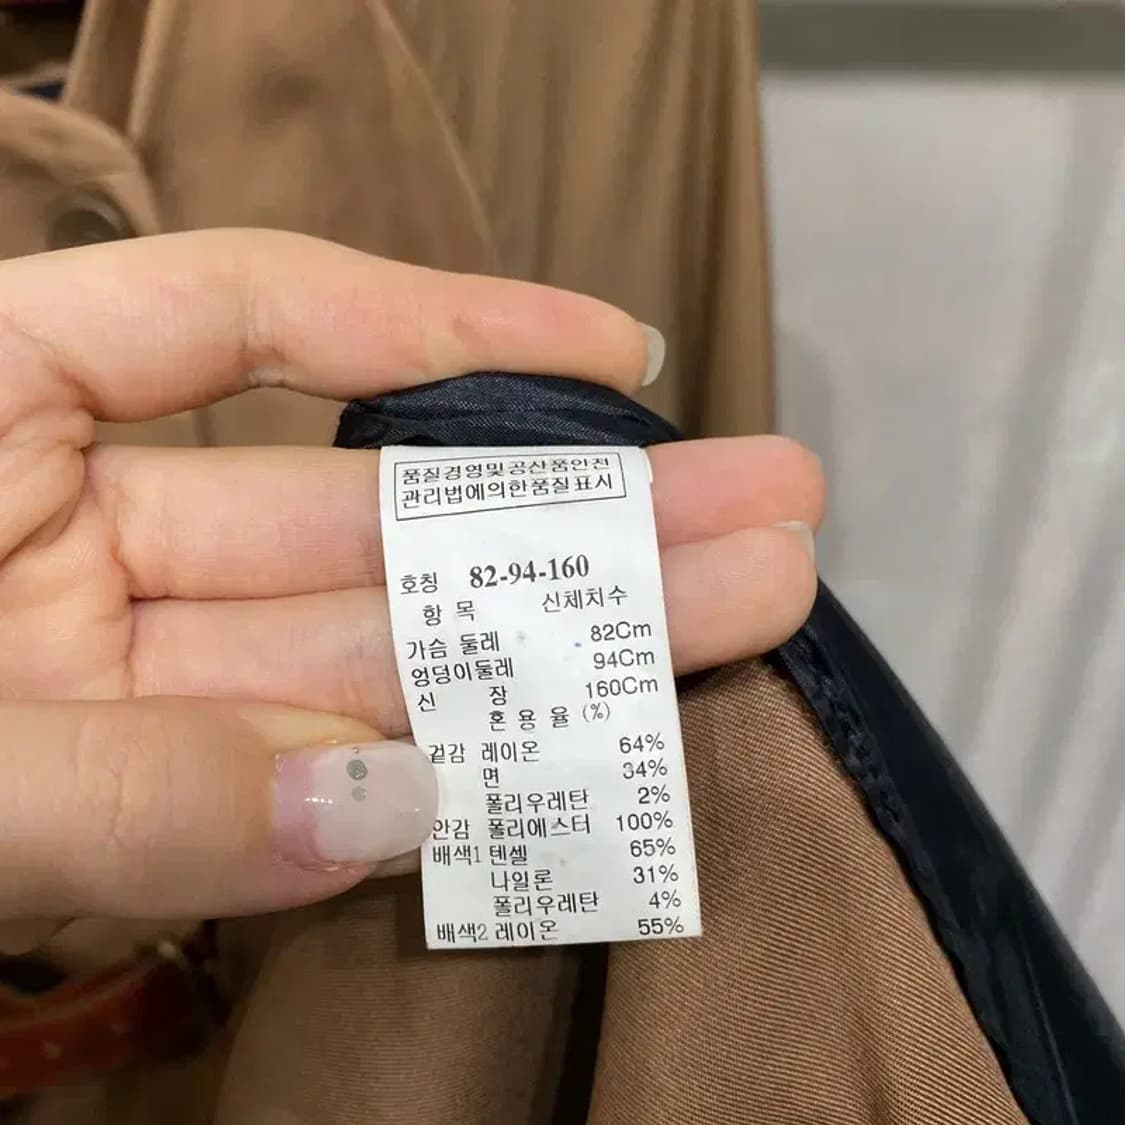 품질경영및공산품안전
관리법에의한품질표시
호칭 82-94-160
항 목 신체치수
가슴 둘레 82Cm
엉덩이둘레 94Cm
신 장 160Cm
혼 용 율 (%)
겉감 레이온 64%
면 34%
폴리우레탄 2%
안감 폴리에스터 100%
배색1 텐셀 65%
나일론 31%
폴리우레탄 4%
배색2 레이온 55%